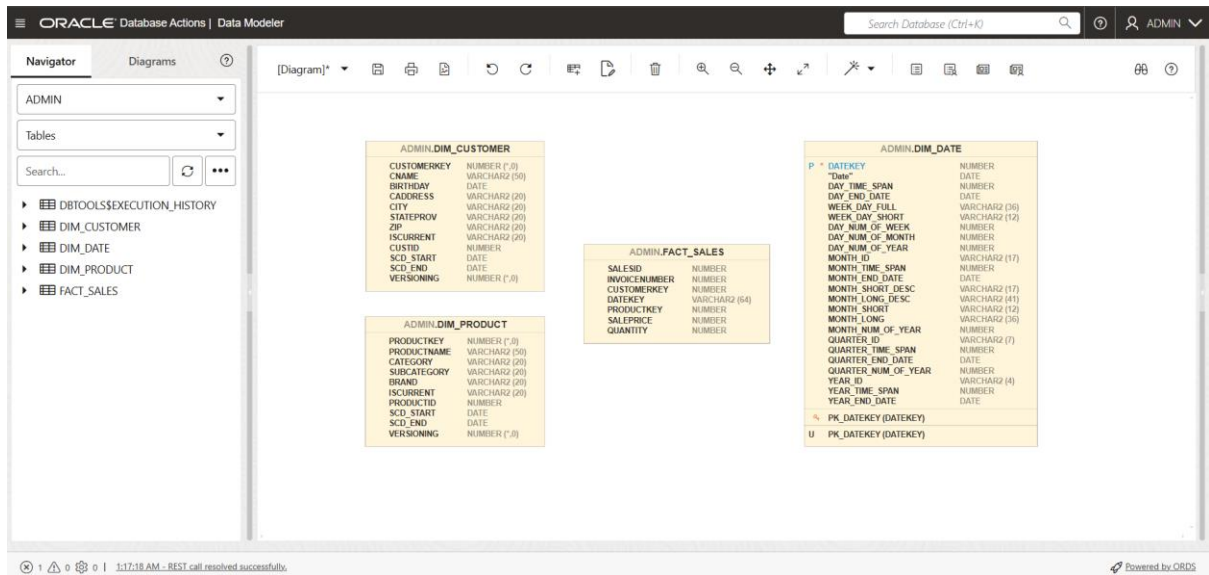 ORACLE Database Actions | Data Modeler
Search Database (Ctrl+K)
ADMIN
Navigator
Diagrams
[Diagram]*
ADMIN
Tables
Search...
DBTOOLS$EXECUTION_HISTORY
DIM_CUSTOMER
DIM_DATE
DIM_PRODUCT
FACT_SALES
ADMIN.DIM_CUSTOMER
CUSTOMERKEY NUMBER (*,0)
CNAME VARCHAR2 (50)
BIRTHDAY DATE
CADDRESS VARCHAR2 (20)
CITY VARCHAR2 (20)
STATEPROV VARCHAR2 (20)
ZIP VARCHAR2 (20)
ISCURRENT VARCHAR2 (20)
CUSTID NUMBER
SCD_START DATE
SCD_END DATE
VERSIONING NUMBER (*,0)
ADMIN.DIM_PRODUCT
PRODUCTKEY NUMBER (*,0)
PRODUCTNAME VARCHAR2 (50)
CATEGORY VARCHAR2 (20)
SUBCATEGORY VARCHAR2 (20)
BRAND VARCHAR2 (20)
ISCURRENT VARCHAR2 (20)
PRODUCTID NUMBER
SCD_START DATE
SCD_END DATE
VERSIONING NUMBER (*,0)
ADMIN.FACT_SALES
SALESID NUMBER
INVOICENUMBER NUMBER
CUSTOMERKEY NUMBER
DATEKEY VARCHAR2 (64)
PRODUCTKEY NUMBER
SALEPRICE NUMBER
QUANTITY NUMBER
ADMIN.DIM_DATE
P * DATEKEY NUMBER
"Date" DATE
DAY_TIME_SPAN NUMBER
DAY_END_DATE DATE
WEEK_DAY_FULL VARCHAR2 (36)
WEEK_DAY_SHORT VARCHAR2 (12)
DAY_NUM_OF_WEEK NUMBER
DAY_NUM_OF_MONTH NUMBER
DAY_NUM_OF_YEAR NUMBER
MONTH_ID VARCHAR2 (17)
MONTH_TIME_SPAN NUMBER
MONTH_END_DATE DATE
MONTH_SHORT_DESC VARCHAR2 (17)
MONTH_LONG_DESC VARCHAR2 (41)
MONTH_SHORT VARCHAR2 (12)
MONTH_LONG VARCHAR2 (36)
MONTH_NUM_OF_YEAR NUMBER
QUARTER_ID VARCHAR2 (7)
QUARTER_TIME_SPAN NUMBER
QUARTER_END_DATE DATE
QUARTER_NUM_OF_YEAR NUMBER
YEAR_ID VARCHAR2 (4)
YEAR_TIME_SPAN NUMBER
YEAR_END_DATE DATE
PK_DATEKEY (DATEKEY)
U PK_DATEKEY (DATEKEY)
1 0 0 | 1:17:18 AM - REST call resolved successfully.
Powered by ORDS